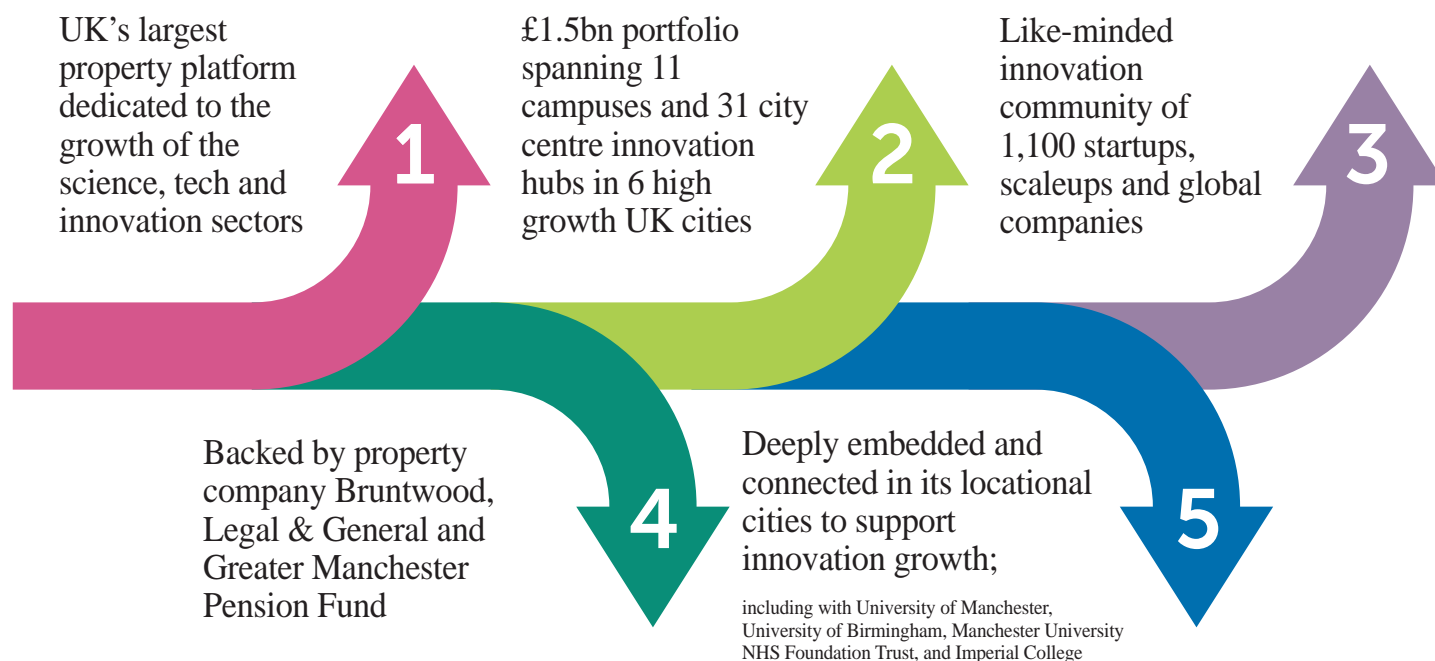 UK’s largest
property platform
dedicated to the
growth of the
science, tech and
innovation sectors
1
£1.5bn portfolio
spanning 11
campuses and 31 city
centre innovation
hubs in 6 high
growth UK cities
2
Like-minded
innovation
community of
1,100 startups,
scaleups and global
companies
3
Backed by property
company Bruntwood,
Legal & General and
Greater Manchester
Pension Fund
4
Deeply embedded and
connected in its locational
cities to support
innovation growth;
including with University of Manchester,
University of Birmingham, Manchester University
NHS Foundation Trust, and Imperial College
5